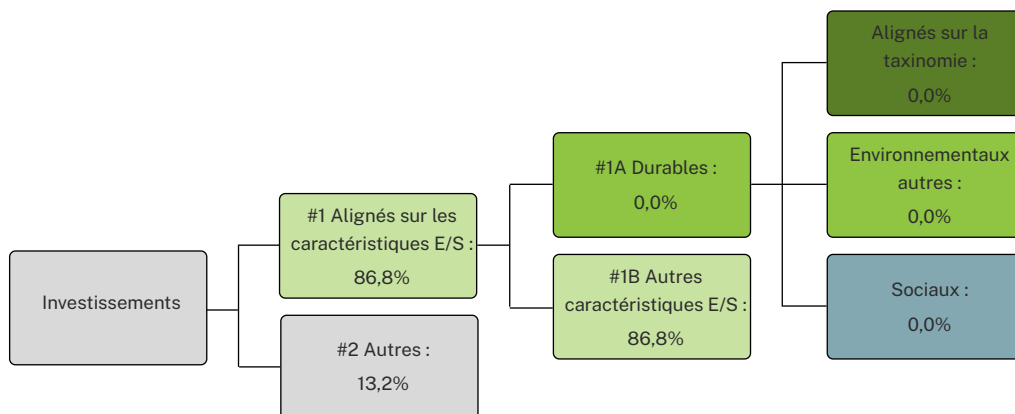 Investissements
#1 Alignés sur les
caractéristiques E/S :
86,8%
#2 Autres :
13,2%
#1A Durables :
0,0%
#1B Autres
caractéristiques E/S :
86,8%
Alignés sur la
taxinomie :
0,0%
Environnementaux
autres :
0,0%
Sociaux :
0,0%